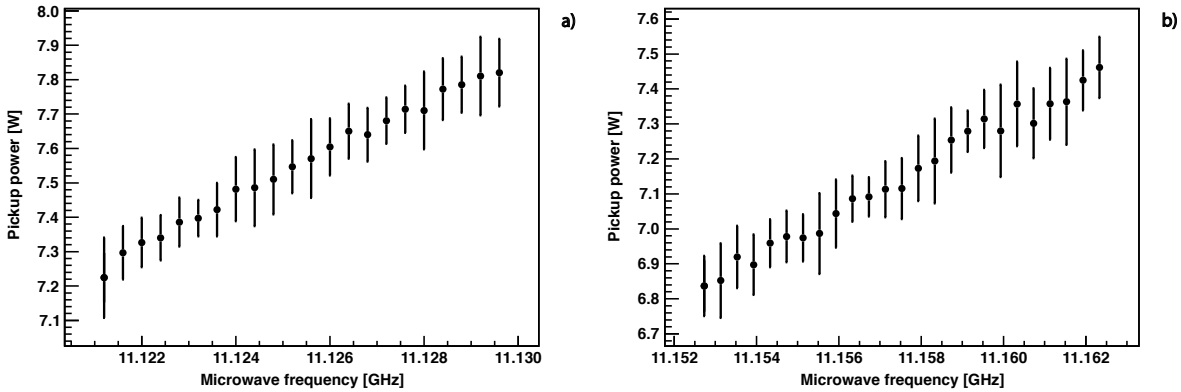 a)
8.0
7.9
7.8
7.7
7.6
7.5
7.4
7.3
7.2
7.1
Pickup power [W]
11.122 11.124 11.126 11.128 11.130
Microwave frequency [GHz]
b)
7.6
7.5
7.4
7.3
7.2
7.1
7.0
6.9
6.8
6.7
Pickup power [W]
11.152 11.154 11.156 11.158 11.160 11.162
Microwave frequency [GHz]